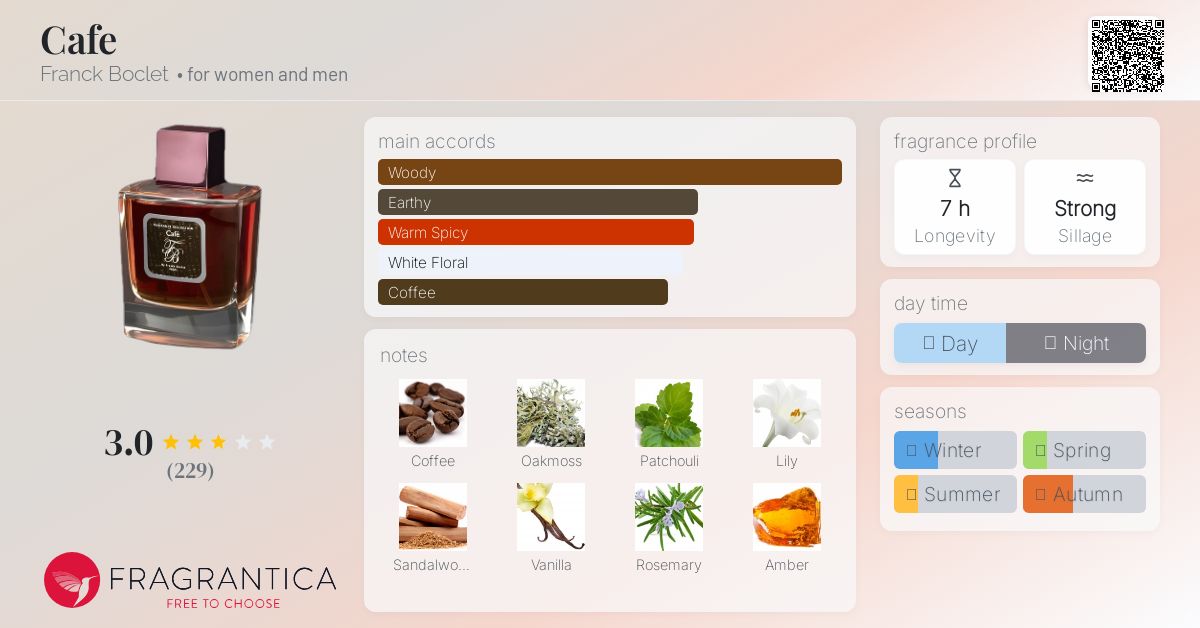 Cafe
Franck Boclet • for women and men
main accords
Woody
Earthy
Warm Spicy
White Floral
Coffee
notes
Coffee
Oakmoss
Patchouli
Lily
Sandalwo...
Vanilla
Rosemary
Amber
fragrance profile
7 h
Longevity
Strong
Sillage
day time
Day
Night
seasons
Winter
Spring
Summer
Autumn
Café
FB
3.0
(229)
FRAGRANTICA
FREE TO CHOOSE